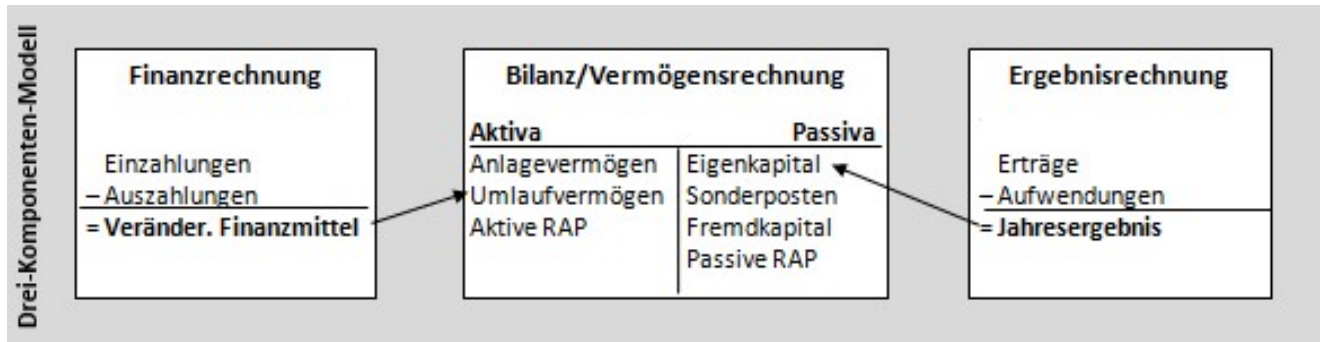 Drei-Komponenten-Modell
Finanzrechnung
Einzahlungen
– Auszahlungen
= Veränder. Finanzmittel
Bilanz/Vermögensrechnung
Aktiva Passiva
Anlagevermögen Eigenkapital
Umlaufvermögen Sonderposten
Aktive RAP Fremdkapital
Passive RAP
Ergebnisrechnung
Erträge
– Aufwendungen
= Jahresergebnis